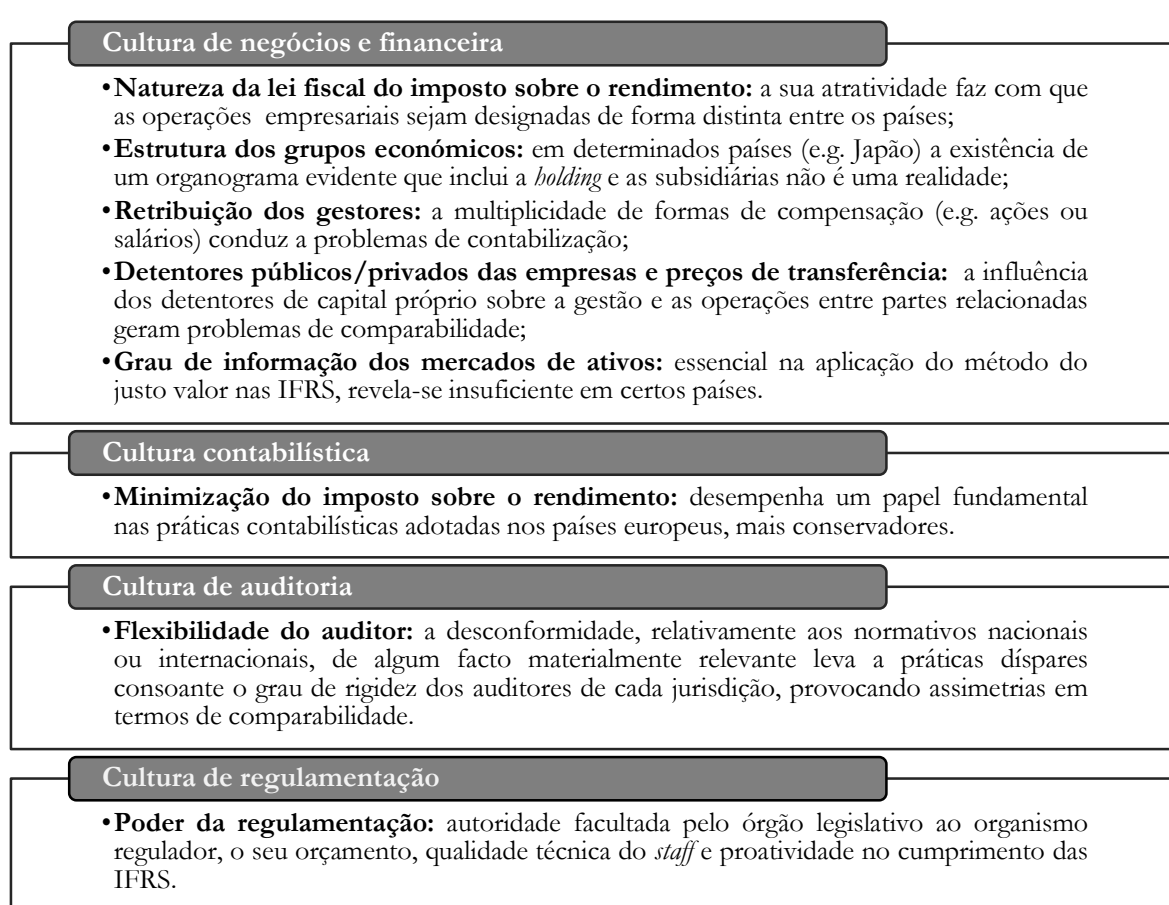 Cultura de negócios e financeira
•Natureza da lei fiscal do imposto sobre o rendimento: a sua atratividade faz com que
as operações empresariais sejam designadas de forma distinta entre os países;
•Estrutura dos grupos económicos: em determinados países (e.g. Japão) a existência de
um organograma evidente que inclui a holding e as subsidiárias não é uma realidade;
•Retribuição dos gestores: a multiplicidade de formas de compensação (e.g. ações ou
salários) conduz a problemas de contabilização;
•Detentores públicos/privados das empresas e preços de transferência: a influência
dos detentores de capital próprio sobre a gestão e as operações entre partes relacionadas
geram problemas de comparabilidade;
•Grau de informação dos mercados de ativos: essencial na aplicação do método do
justo valor nas IFRS, revela-se insuficiente em certos países.
Cultura contabilística
•Minimização do imposto sobre o rendimento: desempenha um papel fundamental
nas práticas contabilísticas adotadas nos países europeus, mais conservadores.
Cultura de auditoria
•Flexibilidade do auditor: a desconformidade, relativamente aos normativos nacionais
ou internacionais, de algum facto materialmente relevante leva a práticas díspares
consoante o grau de rigidez dos auditores de cada jurisdição, provocando assimetrias em
termos de comparabilidade.
Cultura de regulamentação
•Poder da regulamentação: autoridade facultada pelo órgão legislativo ao organismo
regulador, o seu orçamento, qualidade técnica do staff e proatividade no cumprimento das
IFRS.